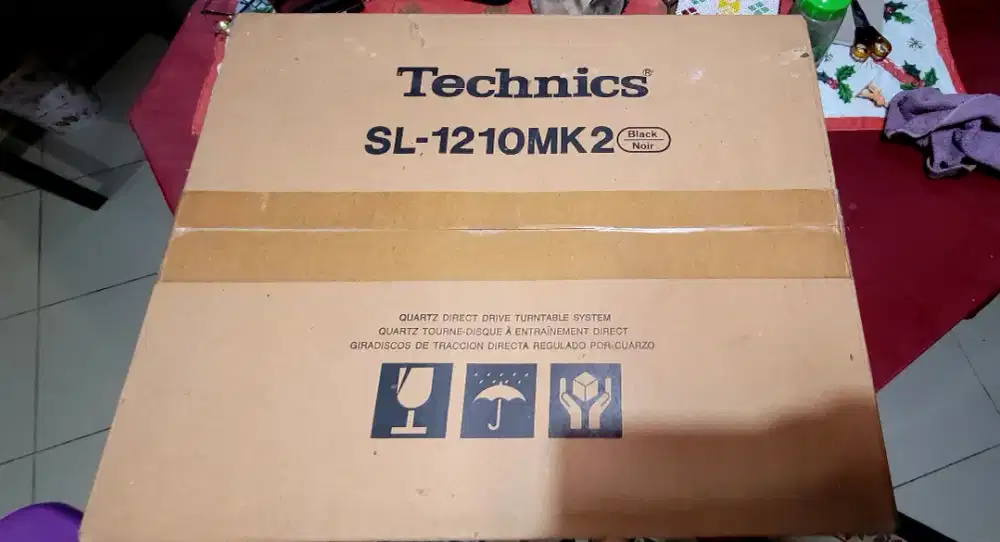 Technics®
SL-1210MK2 Black
Noir
QUARTZ DIRECT DRIVE TURNTABLE SYSTEM
QUARTZ TOURNE-DISQUE À ENTRAÎNEMENT DIRECT
GIRADISCOS DE TRACCION DIRECTA REGULADO POR CUARZO